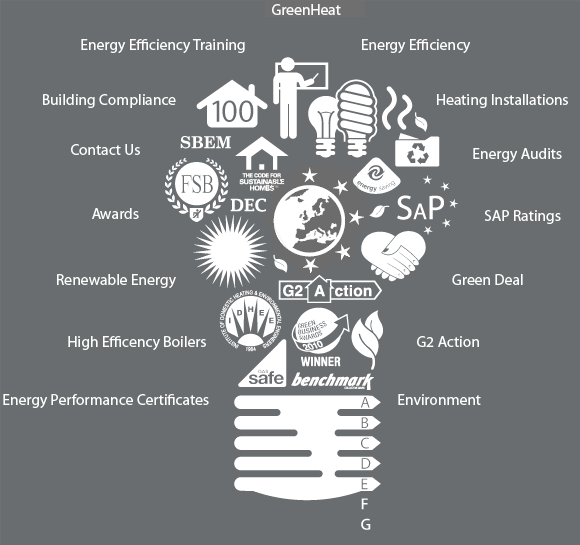 GreenHeat
Energy Efficiency Training
Energy Efficiency
Building Compliance
100
Heating Installations
SBEM
Contact Us
THE CODE FOR
SUSTAINABLE
HOMES
Energy Audits
energy saving
FSB
DEC
SAP
Awards
SAP Ratings
Renewable Energy
Green Deal
G2 Action
INSTITUTE OF DOMESTIC HEATING & ENVIRONMENTAL ENGINEERS
IDHEE
1964
GREEN
BUSINESS
AWARDS
2010
WINNER
High Efficency Boilers
G2 Action
gas
safe
benchmark
Energy Performance Certificates
Environment
A
B
C
D
E
F
G